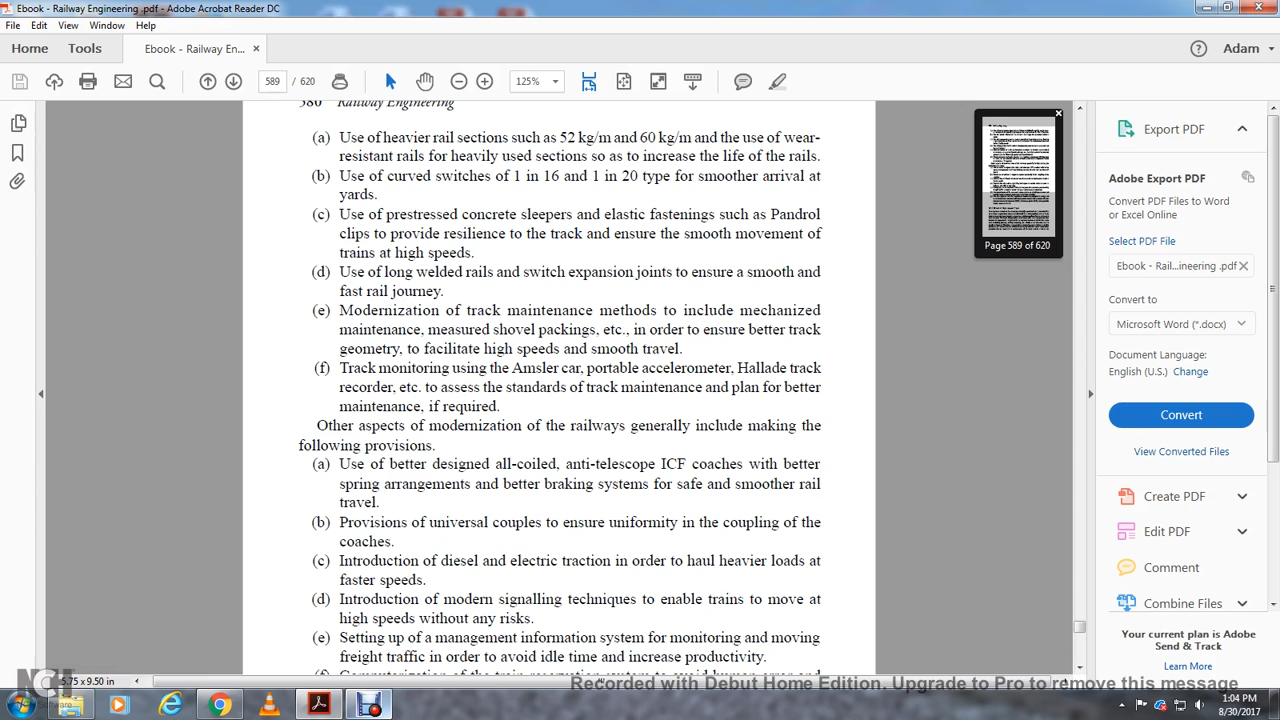 Ebook - Railway Engineering .pdf - Adobe Acrobat Reader DC
File Edit View Window Help
Home Tools Ebook - Railway En... × Adam
589 / 620 125%
380 Railway Engineering
(a) Use of heavier rail sections such as 52 kg/m and 60 kg/m and the use of wear-
resistant rails for heavily used sections so as to increase the life of the rails.
(b) Use of curved switches of 1 in 16 and 1 in 20 type for smoother arrival at
yards.
(c) Use of prestressed concrete sleepers and elastic fastenings such as Pandrol
clips to provide resilience to the track and ensure the smooth movement of
trains at high speeds.
(d) Use of long welded rails and switch expansion joints to ensure a smooth and
fast rail journey.
(e) Modernization of track maintenance methods to include mechanized
maintenance, measured shovel packings, etc., in order to ensure better track
geometry, to facilitate high speeds and smooth travel.
(f) Track monitoring using the Amsler car, portable accelerometer, Hallade track
recorder, etc. to assess the standards of track maintenance and plan for better
maintenance, if required.
Other aspects of modernization of the railways generally include making the
following provisions.
(a) Use of better designed all-coiled, anti-telescope ICF coaches with better
spring arrangements and better braking systems for safe and smoother rail
travel.
(b) Provisions of universal couples to ensure uniformity in the coupling of the
coaches.
(c) Introduction of diesel and electric traction in order to haul heavier loads at
faster speeds.
(d) Introduction of modern signalling techniques to enable trains to move at
high speeds without any risks.
(e) Setting up of a management information system for monitoring and moving
freight traffic in order to avoid idle time and increase productivity.
Page 589 of 620
Export PDF
Adobe Export PDF
Convert PDF Files to Word
or Excel Online
Select PDF File
Ebook - Rail...ineering .pdf ×
Convert to
Microsoft Word (*.docx)
Document Language:
English (U.S.) Change
Convert
View Converted Files
Create PDF
Edit PDF
Comment
Combine Files
Your current plan is Adobe
Send & Track
Learn More
5.75 x 9.50 in
NCH
Software
Recorded with Debut Home Edition. Upgrade to Pro to remove this message
1:04 PM
8/30/2017